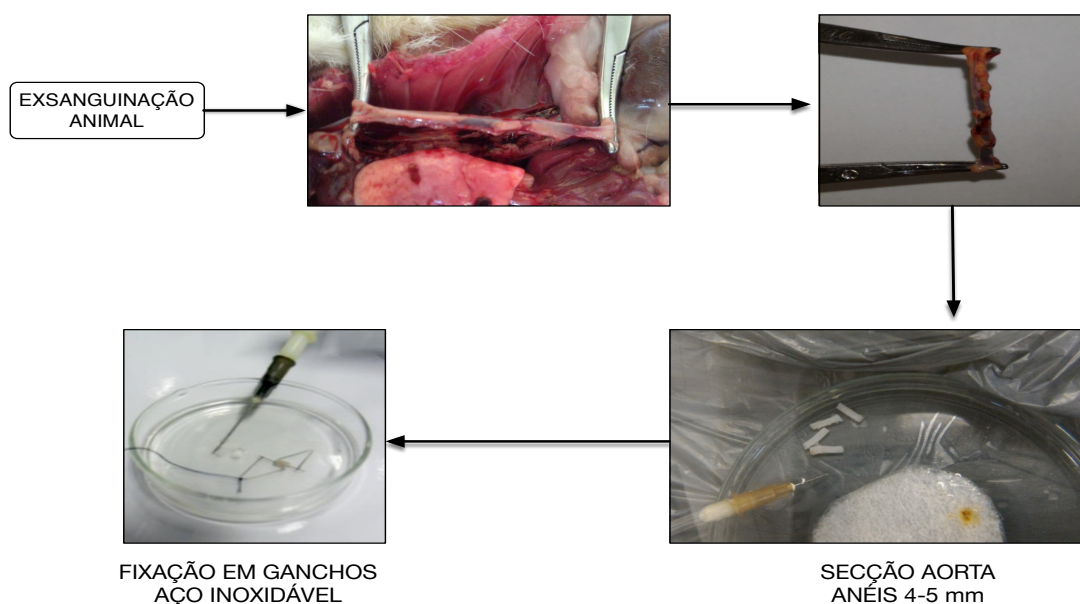 EXSANGUINAÇÃO
ANIMAL
SECÇÃO AORTA
ANÉIS 4-5 mm
FIXAÇÃO EM GANCHOS
AÇO INOXIDÁVEL